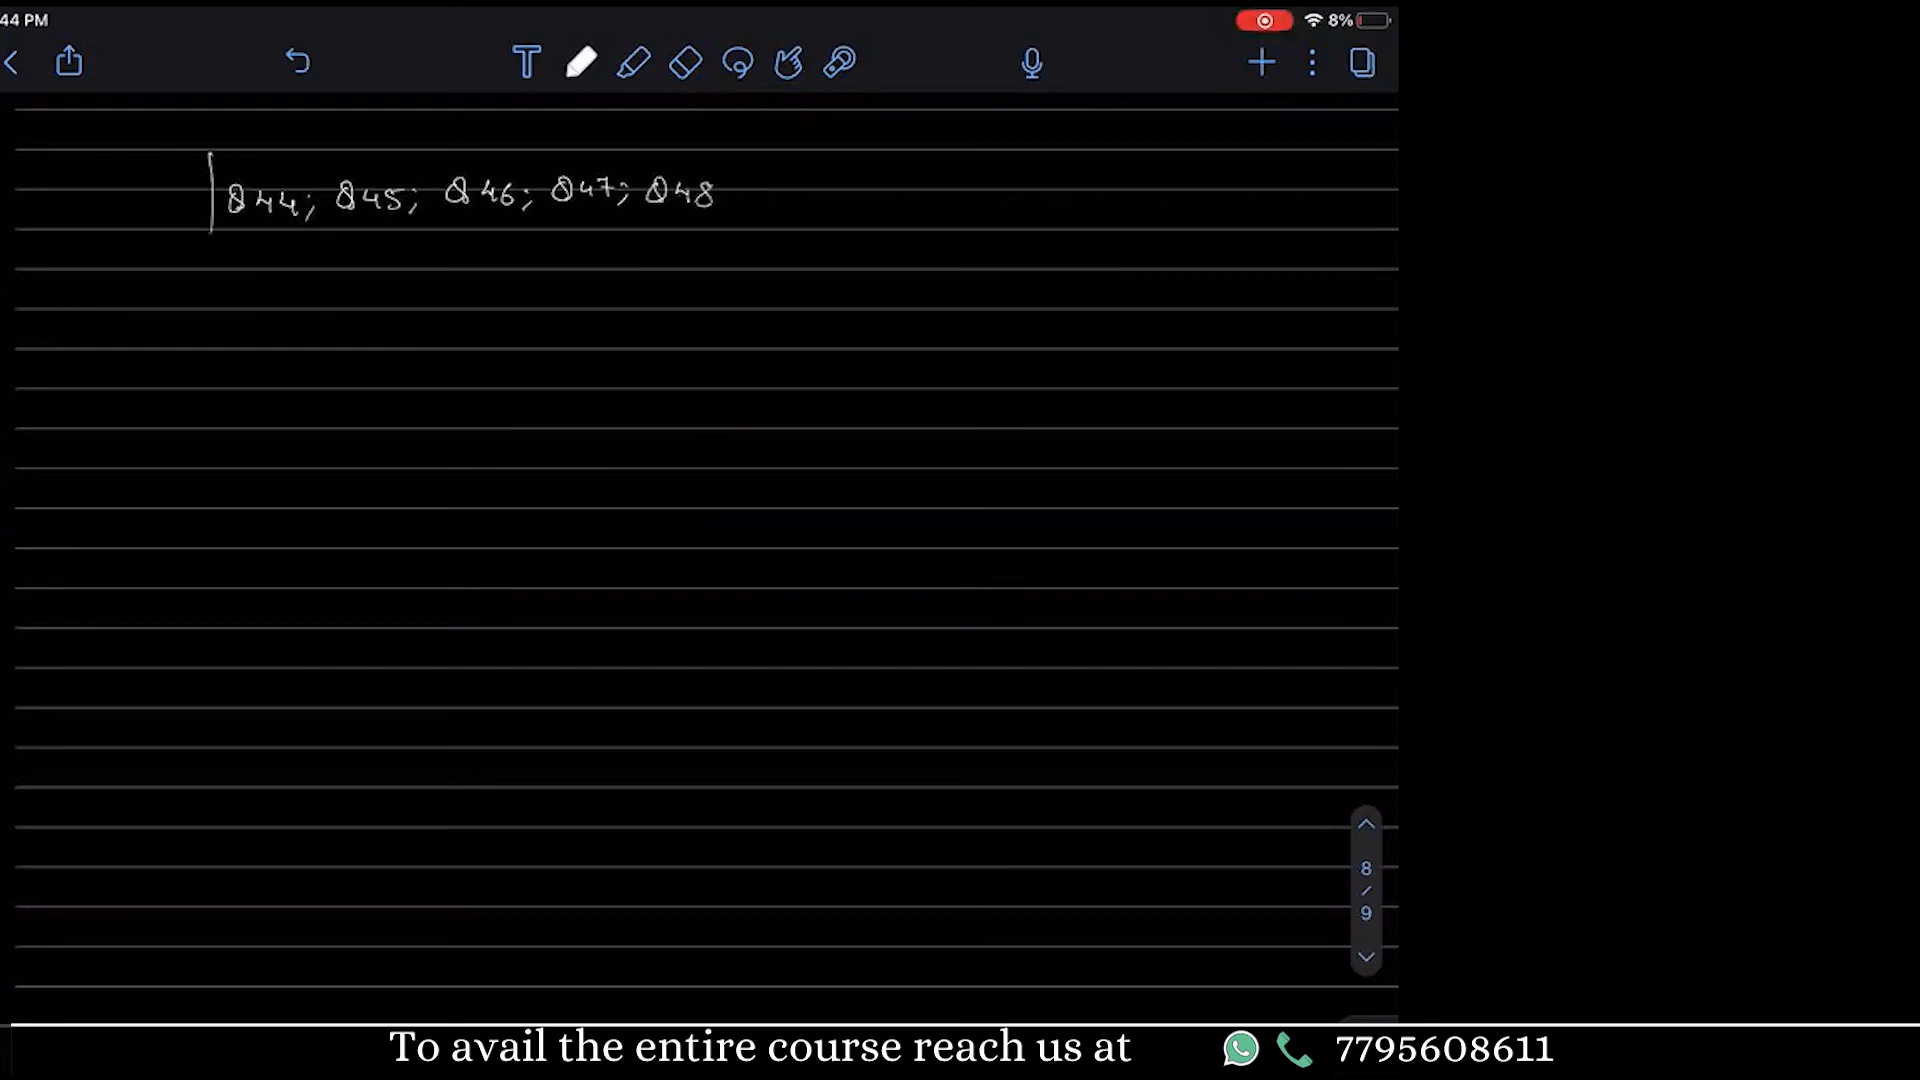 44 PM
8%
Q44; Q45; Q46; Q47; Q48
8
/
9
To avail the entire course reach us at 7795608611